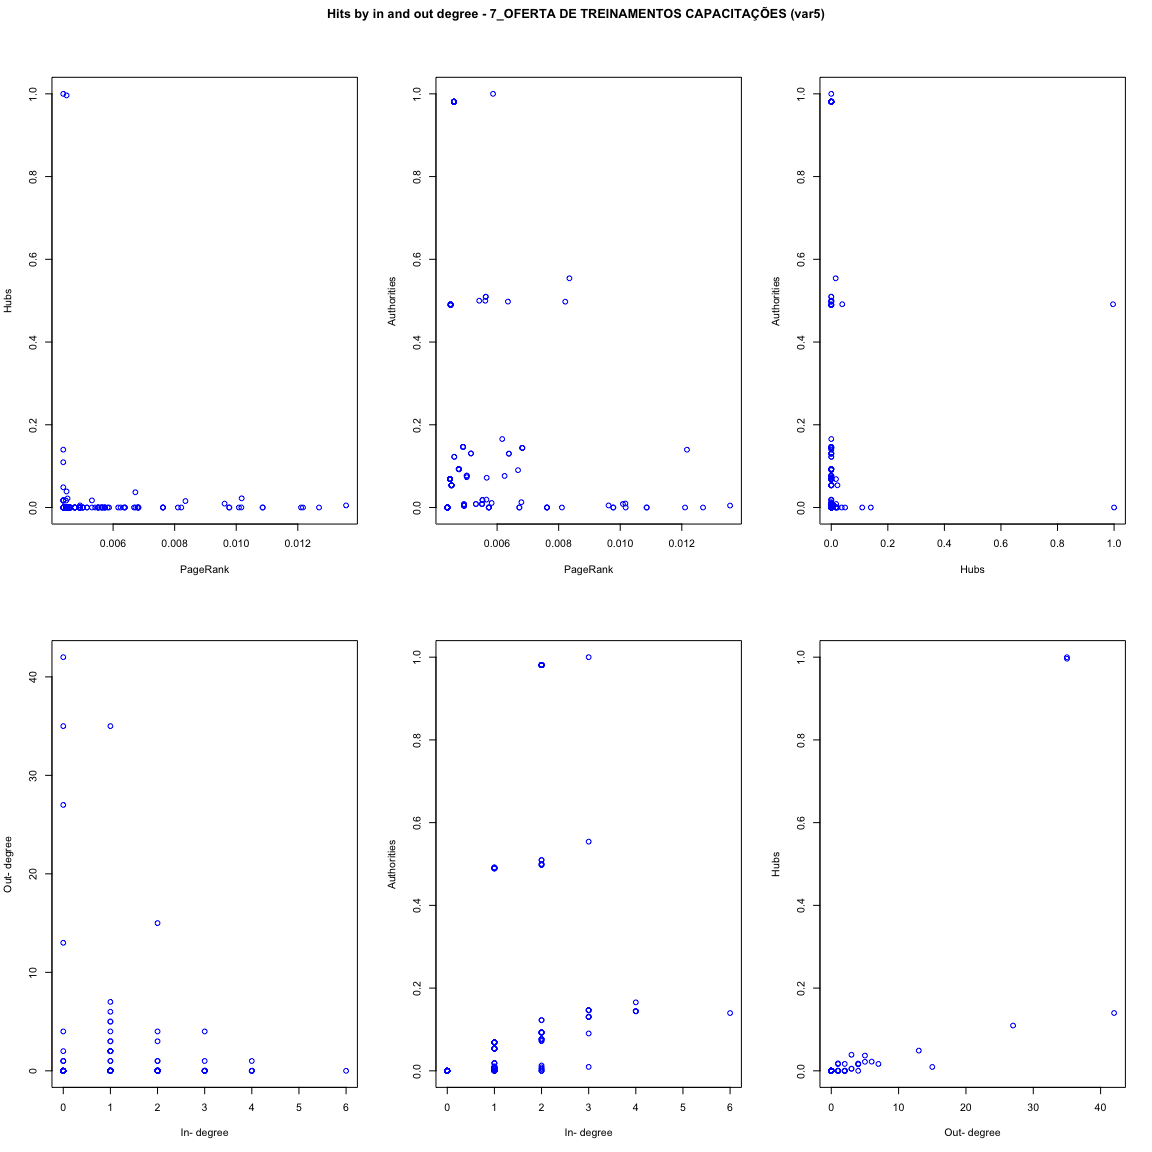 Hits by in and out degree - 7_OFERTA DE TREINAMENTOS CAPACITAÇÕES (var5)
Hubs
0.0 0.2 0.4 0.6 0.8 1.0
0.006 0.008 0.010 0.012
PageRank
Authorities
0.0 0.2 0.4 0.6 0.8 1.0
0.006 0.008 0.010 0.012
PageRank
Authorities
0.0 0.2 0.4 0.6 0.8 1.0
0.0 0.2 0.4 0.6 0.8 1.0
Hubs
Out- degree
0 10 20 30 40
0 1 2 3 4 5 6
In- degree
Authorities
0.0 0.2 0.4 0.6 0.8 1.0
0 1 2 3 4 5 6
In- degree
Hubs
0.0 0.2 0.4 0.6 0.8 1.0
0 10 20 30 40
Out- degree